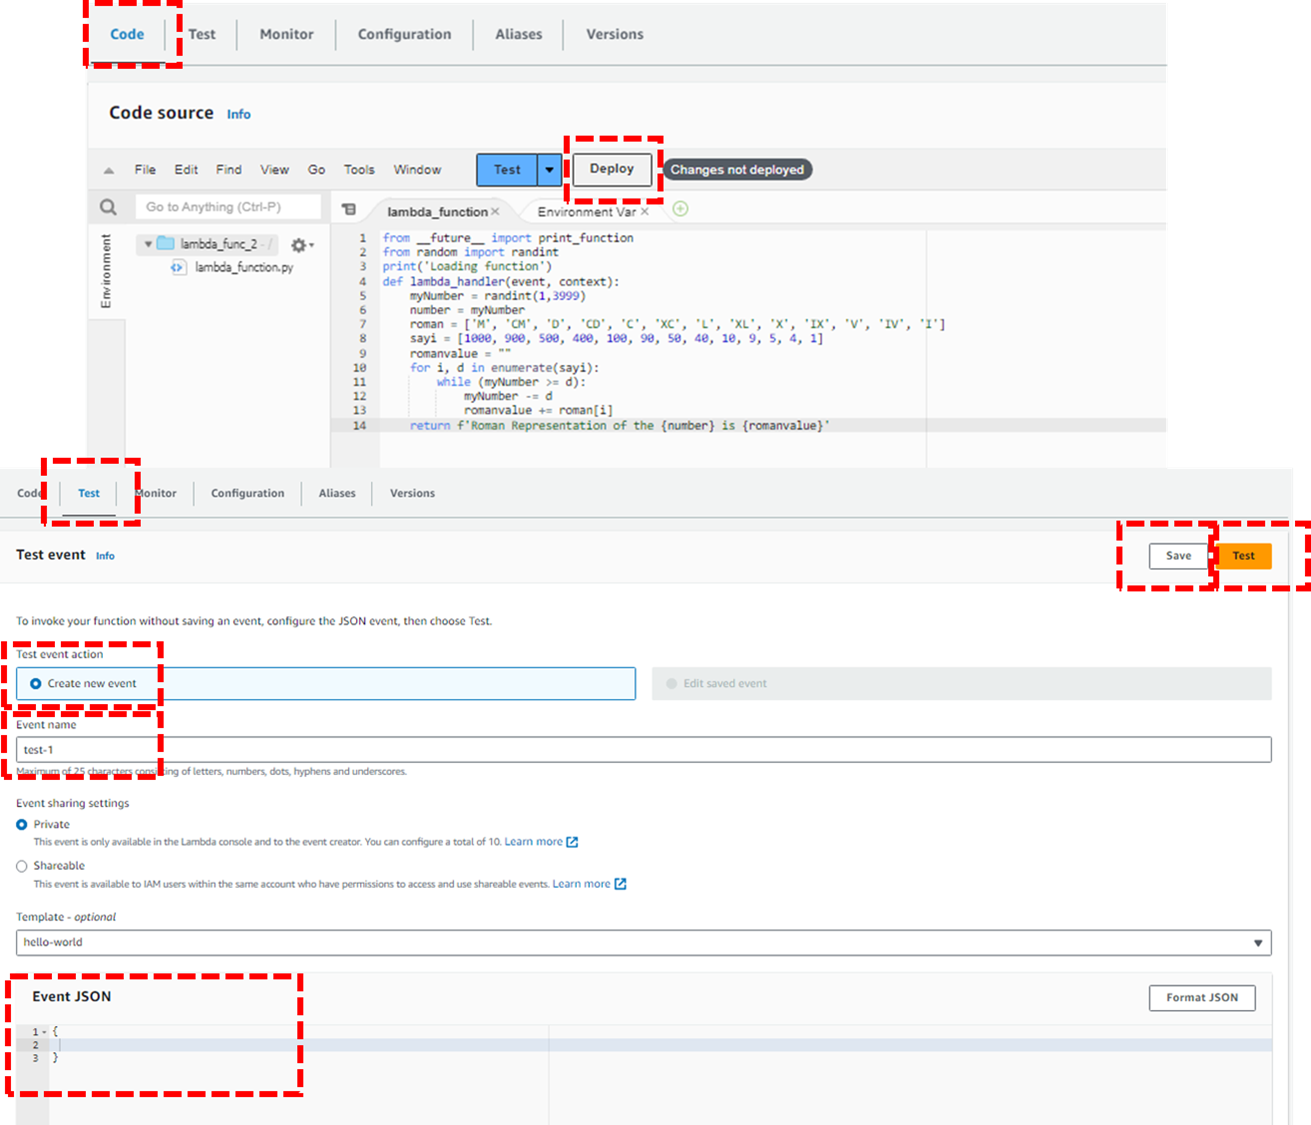 Code Test Monitor Configuration Aliases Versions
Code source Info
File Edit Find View Go Tools Window Test Deploy Changes not deployed
Go to Anything (Ctrl-P) lambda_function Environment Var
Environment
lambda_func_2 - /
lambda_function.py
1 from __future__ import print_function
2 from random import randint
3 print('Loading function')
4 def lambda_handler(event, context):
5 myNumber = randint(1,3999)
6 number = myNumber
7 roman = ['M', 'CM', 'D', 'CD', 'C', 'XC', 'L', 'XL', 'X', 'IX', 'V', 'IV', 'I']
8 sayi = [1000, 900, 500, 400, 100, 90, 50, 40, 10, 9, 5, 4, 1]
9 romanvalue = ""
10 for i, d in enumerate(sayi):
11 while (myNumber >= d):
12 myNumber -= d
13 romanvalue += roman[i]
14 return f'Roman Representation of the {number} is {romanvalue}'
Code Test Monitor Configuration Aliases Versions
Test event Info Save Test
To invoke your function without saving an event, configure the JSON event, then choose Test.
Test event action
Create new event Edit saved event
Event name
test-1
Maximum of 25 characters consisting of letters, numbers, dots, hyphens and underscores.
Event sharing settings
Private
This event is only available in the Lambda console and to the event creator. You can configure a total of 10. Learn more
Shareable
This event is available to IAM users within the same account who have permissions to access and use shareable events. Learn more
Template - optional
hello-world
Event JSON Format JSON
1 {
2
3 }